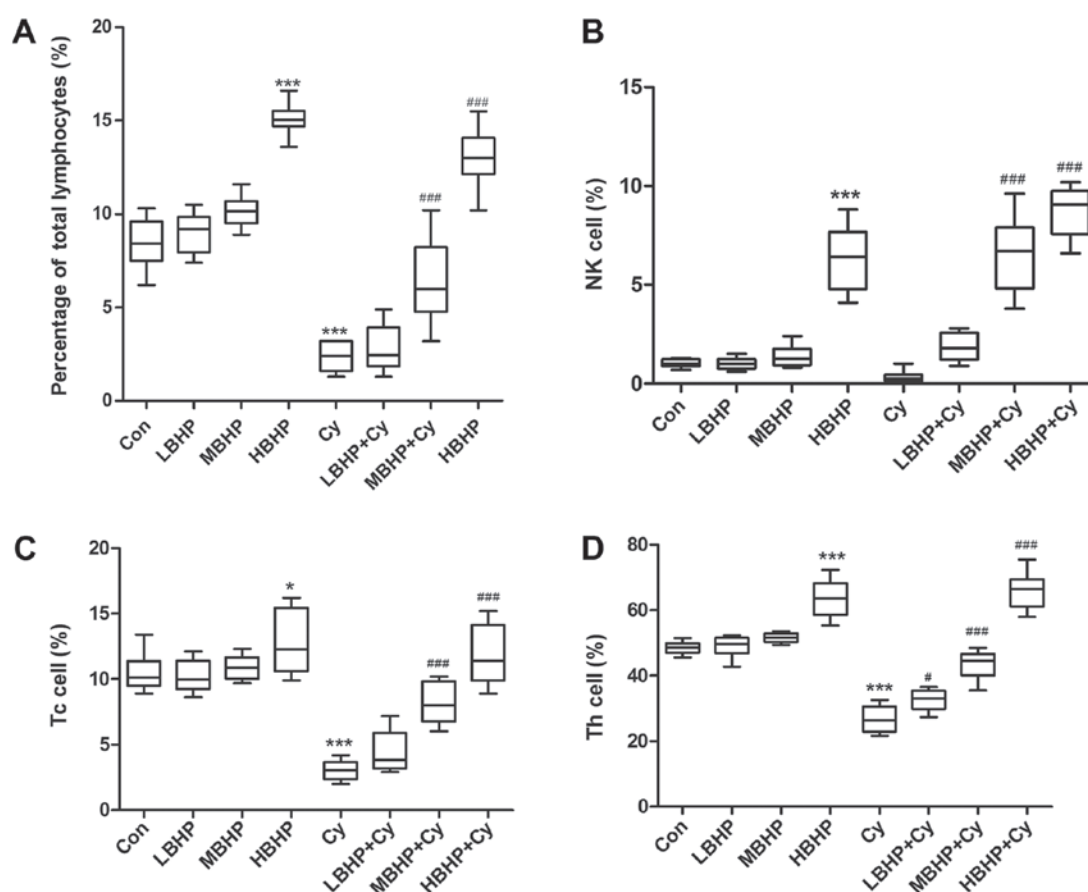 A
Percentage of total lymphocytes (%)
20
15
10
5
0
***
***
###
###
Con
LBHP
MBHP
HBHP
Cy
LBHP+Cy
MBHP+Cy
HBHP
B
NK cell (%)
15
10
5
0
***
###
###
Con
LBHP
MBHP
HBHP
Cy
LBHP+Cy
MBHP+Cy
HBHP+Cy
C
Tc cell (%)
20
15
10
5
0
*
***
###
###
Con
LBHP
MBHP
HBHP
Cy
LBHP+Cy
MBHP+Cy
HBHP+Cy
D
Th cell (%)
80
60
40
20
0
***
***
#
###
###
Con
LBHP
MBHP
HBHP
Cy
LBHP+Cy
MBHP+Cy
HBHP+Cy